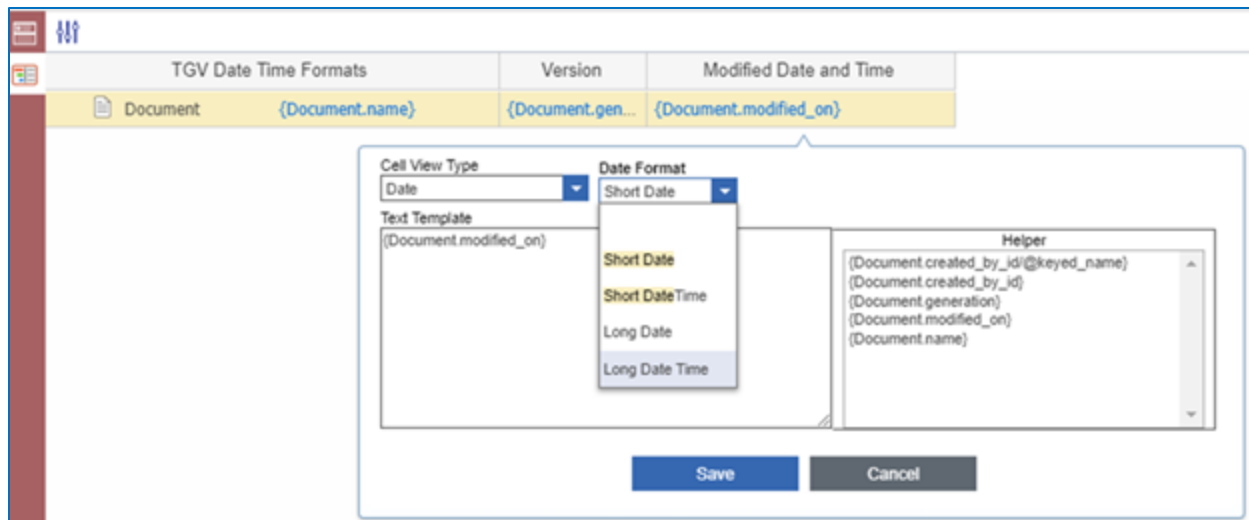 TGV Date Time Formats Version Modified Date and Time
Document {Document.name} {Document.gen... {Document.modified_on}
Cell View Type Date Format
Date Short Date
Text Template
{Document.modified_on}
Short Date
Short DateTime
Long Date
Long Date Time
Helper
{Document.created_by_id/@keyed_name}
{Document.created_by_id}
{Document.generation}
{Document.modified_on}
{Document.name}
Save Cancel